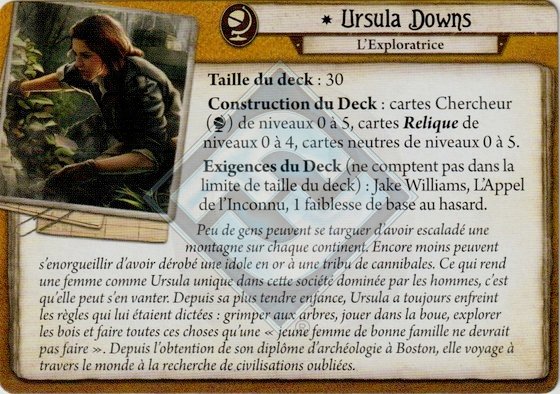 Ursula Downs
L'Exploratrice
Taille du deck : 30
Construction du Deck : cartes Chercheur
() de niveaux 0 à 5, cartes Relique de
niveaux 0 à 4, cartes neutres de niveaux 0 à 5.
Exigences du Deck (ne comptent pas dans la
limite de taille du deck) : Jake Williams, L'Appel
de l'Inconnu, 1 faiblesse de base au hasard.
Peu de gens peuvent se targuer d'avoir escaladé une
montagne sur chaque continent. Encore moins peuvent
s'enorgueillir d'avoir dérobé une idole en or à une tribu de cannibales. Ce qui rend
une femme comme Ursula unique dans cette société dominée par les hommes, c'est
qu'elle peut s'en vanter. Depuis sa plus tendre enfance, Ursula a toujours enfreint
les règles qui lui étaient dictées : grimper aux arbres, jouer dans la boue, explorer
les bois et faire toutes ces choses qu'une « jeune femme de bonne famille ne devrait
pas faire ». Depuis l'obtention de son diplôme d'archéologie à Boston, elle voyage à
travers le monde à la recherche de civilisations oubliées.